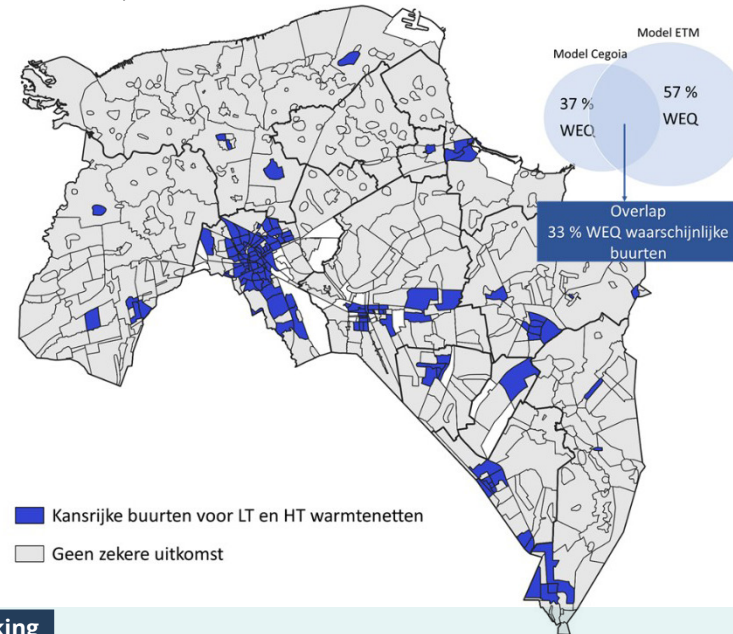 Model ETM
Model Cegoia
37 %
WEQ
57 %
WEQ
Overlap
33 % WEQ waarschijnlijke
buurten
Kansrijke buurten voor LT en HT warmtenetten
Geen zekere uitkomst
king